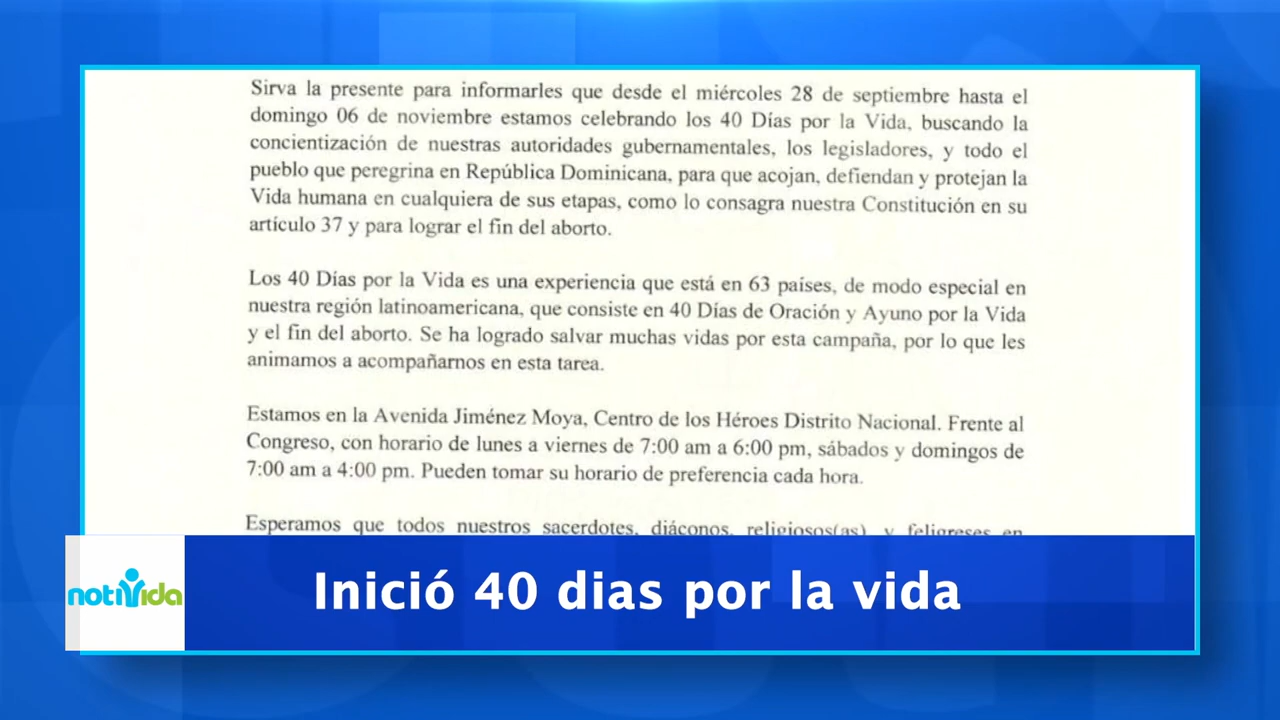 Sirva la presente para informarles que desde el miércoles 28 de septiembre hasta el
domingo 06 de noviembre estamos celebrando los 40 Días por la Vida, buscando la
concientización de nuestras autoridades gubernamentales, los legisladores, y todo el
pueblo que peregrina en República Dominicana, para que acojan, defiendan y protejan la
Vida humana en cualquiera de sus etapas, como lo consagra nuestra Constitución en su
artículo 37 y para lograr el fin del aborto.
Los 40 Días por la Vida es una experiencia que está en 63 países, de modo especial en
nuestra región latinoamericana, que consiste en 40 Días de Oración y Ayuno por la Vida
y el fin del aborto. Se ha logrado salvar muchas vidas por esta campaña, por lo que les
animamos a acompañarnos en esta tarea.
Estamos en la Avenida Jiménez Moya, Centro de los Héroes Distrito Nacional. Frente al
Congreso, con horario de lunes a viernes de 7:00 am a 6:00 pm, sábados y domingos de
7:00 am a 4:00 pm. Pueden tomar su horario de preferencia cada hora.
Esperamos que todos nuestros sacerdotes, diáconos, religiosos(as) y feligreses en
notiVida
Inició 40 dias por la vida